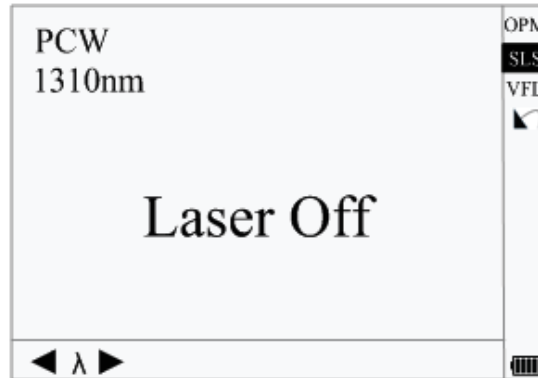 PCW
1310nm
Laser Off
◀ λ ▶
OPM
SLS
VFL